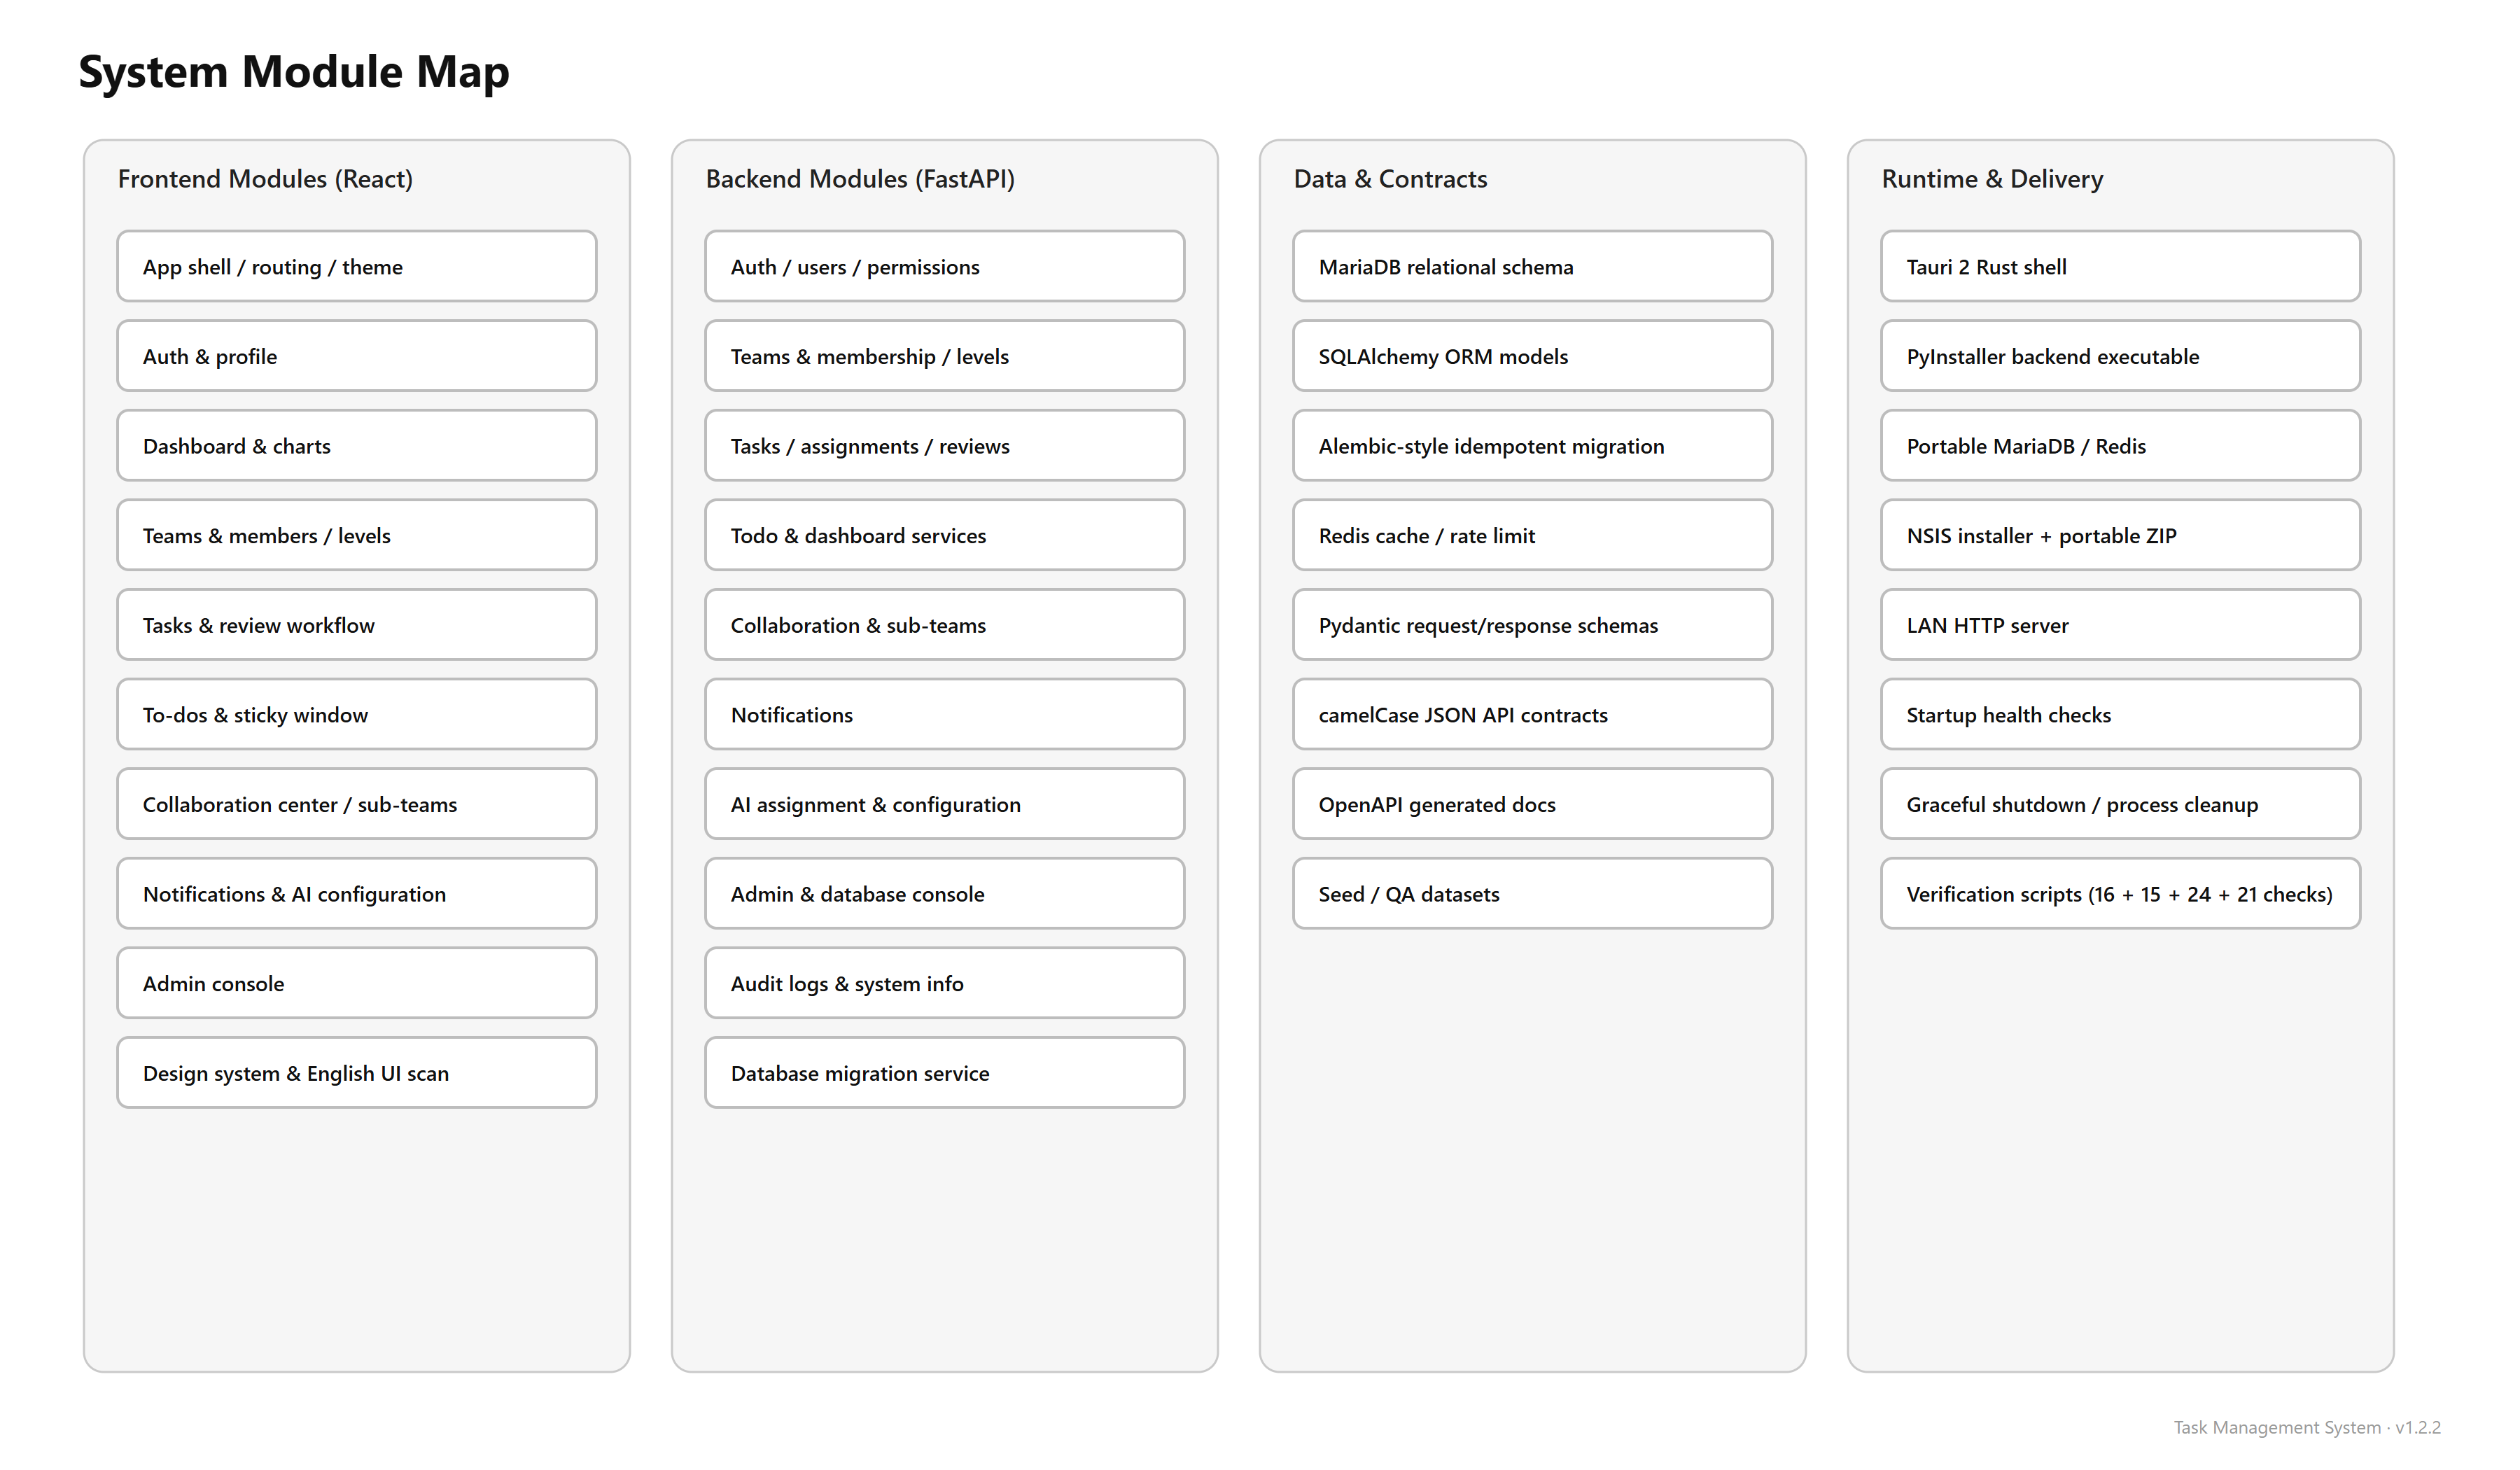 System Module Map
Frontend Modules (React)
App shell / routing / theme
Auth & profile
Dashboard & charts
Teams & members / levels
Tasks & review workflow
To-dos & sticky window
Collaboration center / sub-teams
Notifications & AI configuration
Admin console
Design system & English UI scan
Backend Modules (FastAPI)
Auth / users / permissions
Teams & membership / levels
Tasks / assignments / reviews
Todo & dashboard services
Collaboration & sub-teams
Notifications
AI assignment & configuration
Admin & database console
Audit logs & system info
Database migration service
Data & Contracts
MariaDB relational schema
SQLAlchemy ORM models
Alembic-style idempotent migration
Redis cache / rate limit
Pydantic request/response schemas
camelCase JSON API contracts
OpenAPI generated docs
Seed / QA datasets
Runtime & Delivery
Tauri 2 Rust shell
PyInstaller backend executable
Portable MariaDB / Redis
NSIS installer + portable ZIP
LAN HTTP server
Startup health checks
Graceful shutdown / process cleanup
Verification scripts (16 + 15 + 24 + 21 checks)
Task Management System · v1.2.2